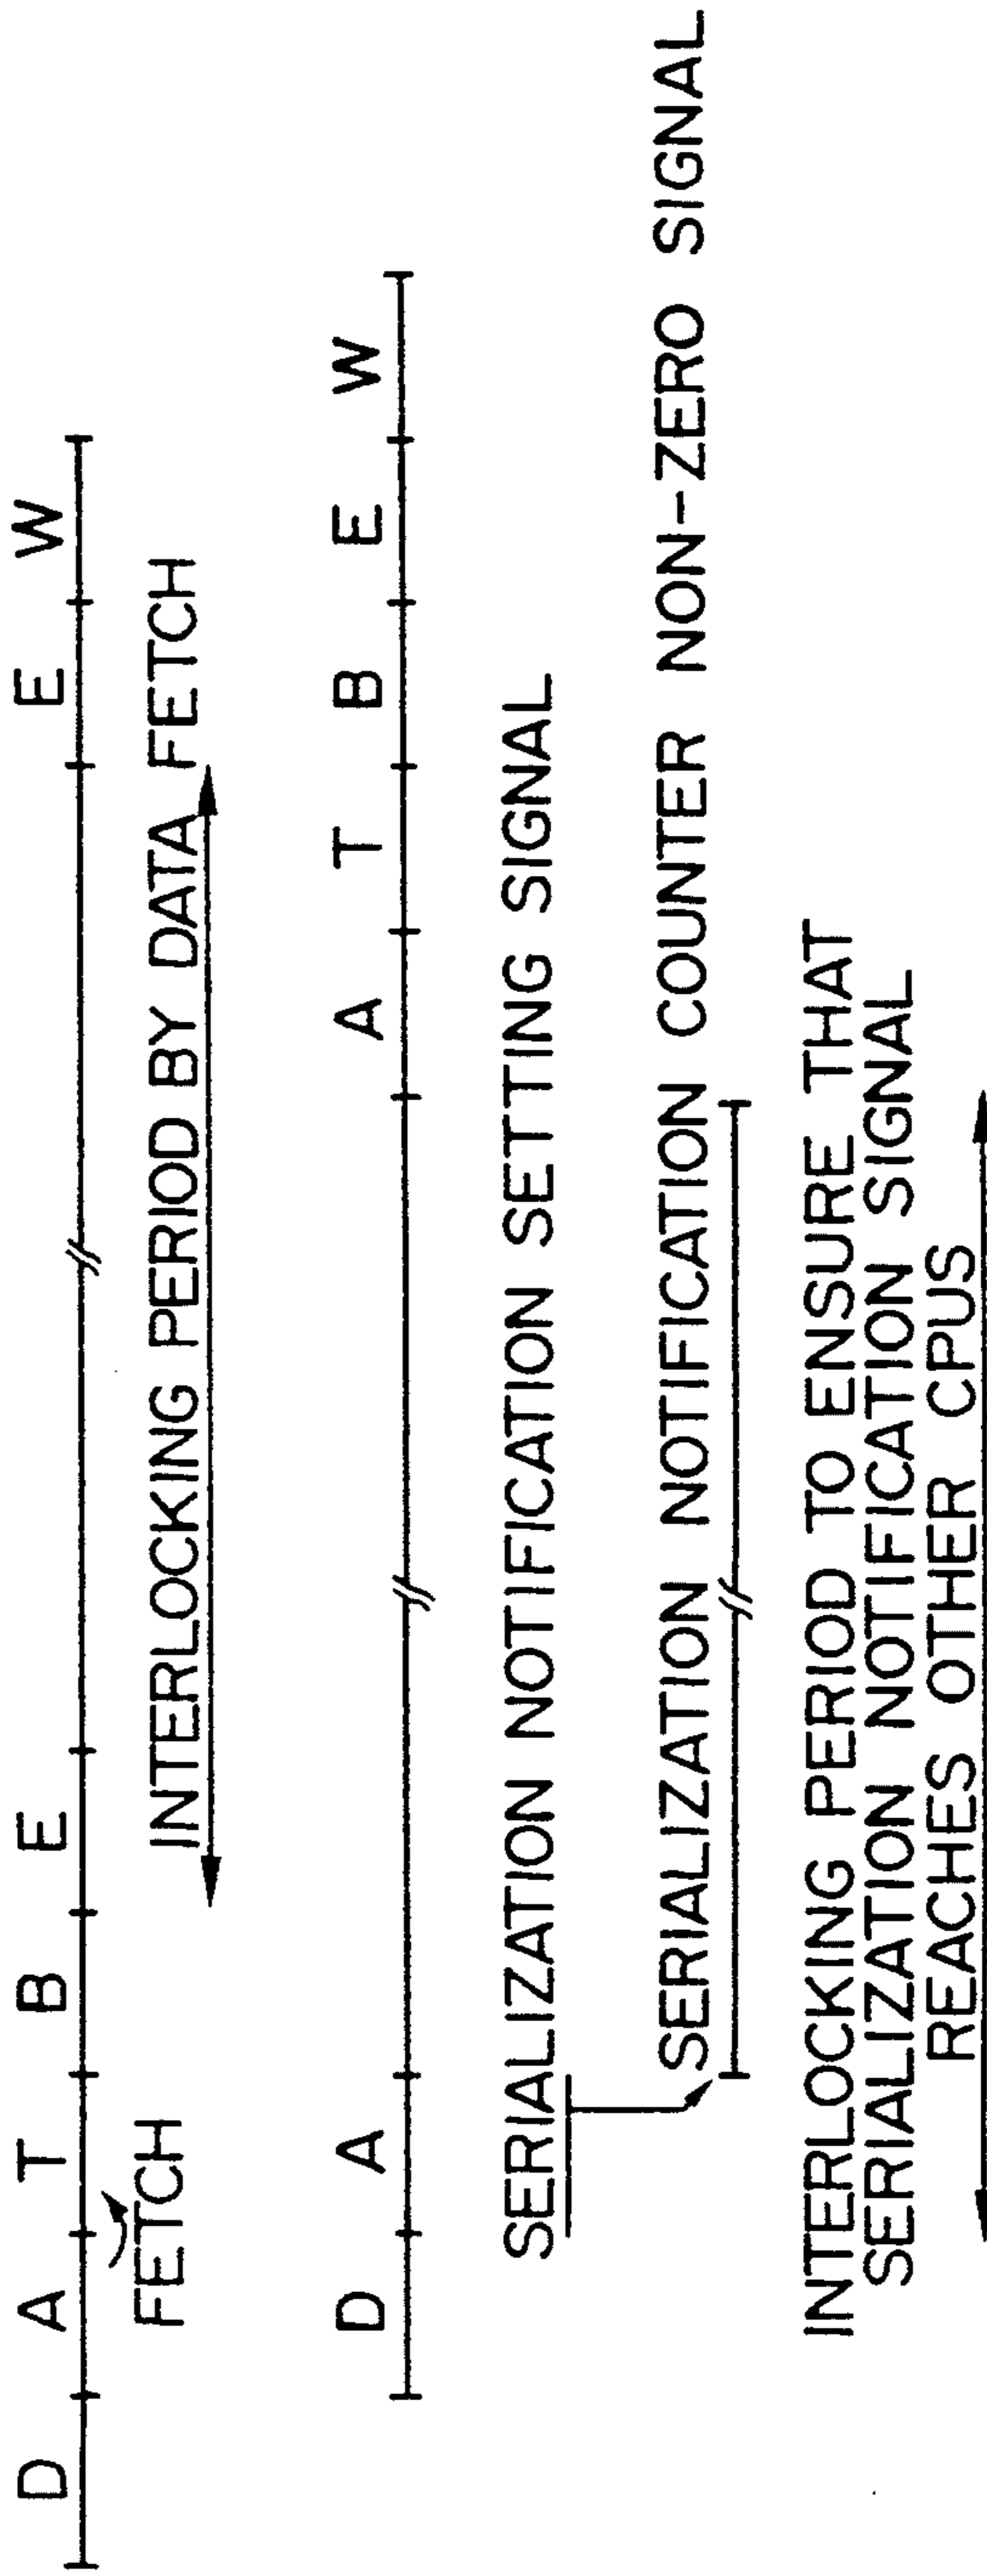 D A T B E E W
FETCH
INTERLOCKING PERIOD BY DATA FETCH
D A A T B E W
SERIALIZATION NOTIFICATION SETTING SIGNAL
SERIALIZATION NOTIFICATION COUNTER NON-ZERO SIGNAL
INTERLOCKING PERIOD TO ENSURE THAT
SERIALIZATION NOTIFICATION SIGNAL
REACHES OTHER CPUS